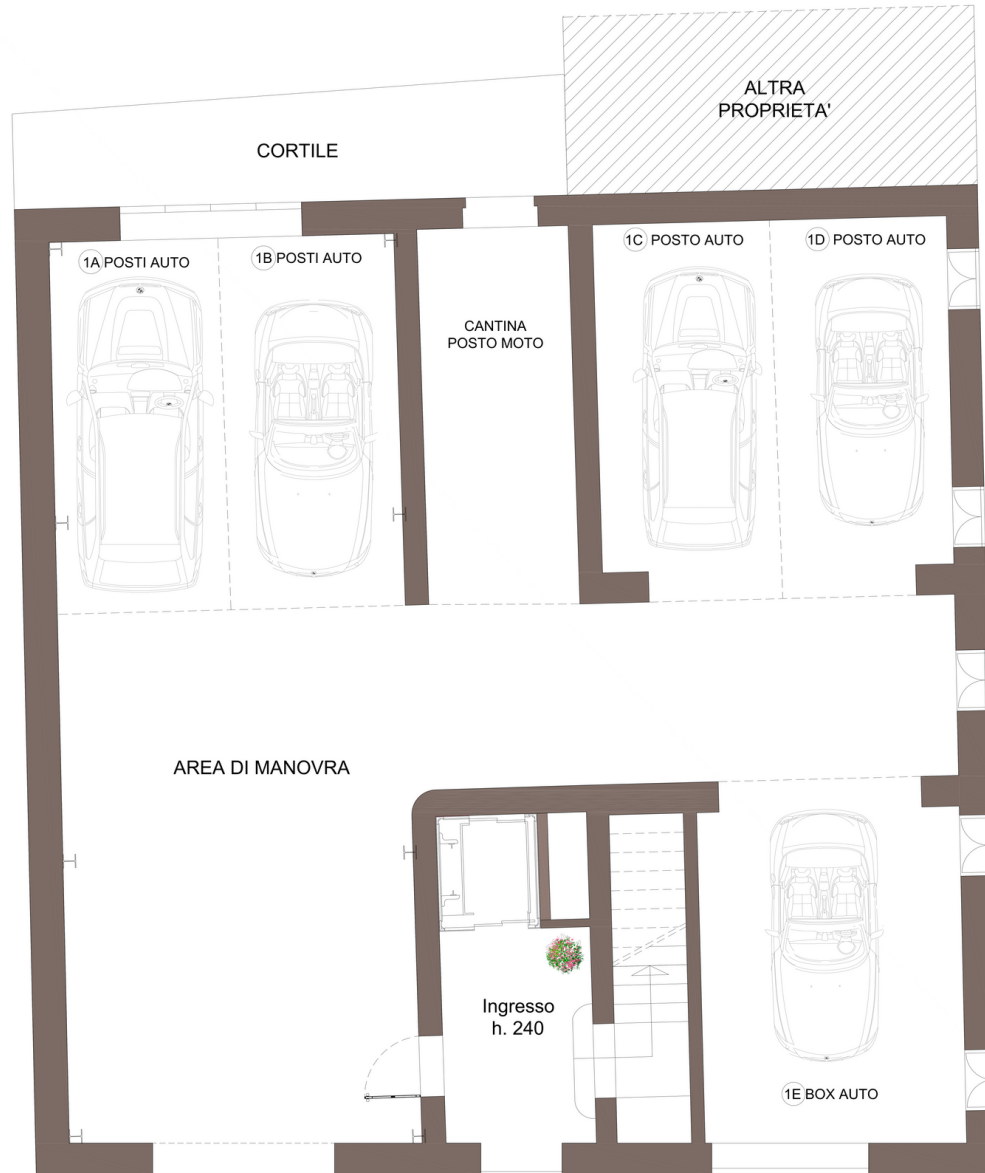 ALTRA
PROPRIETA'
CORTILE
1A POSTI AUTO
1B POSTI AUTO
1C POSTO AUTO
1D POSTO AUTO
CANTINA
POSTO MOTO
AREA DI MANOVRA
Ingresso
h. 240
1E BOX AUTO